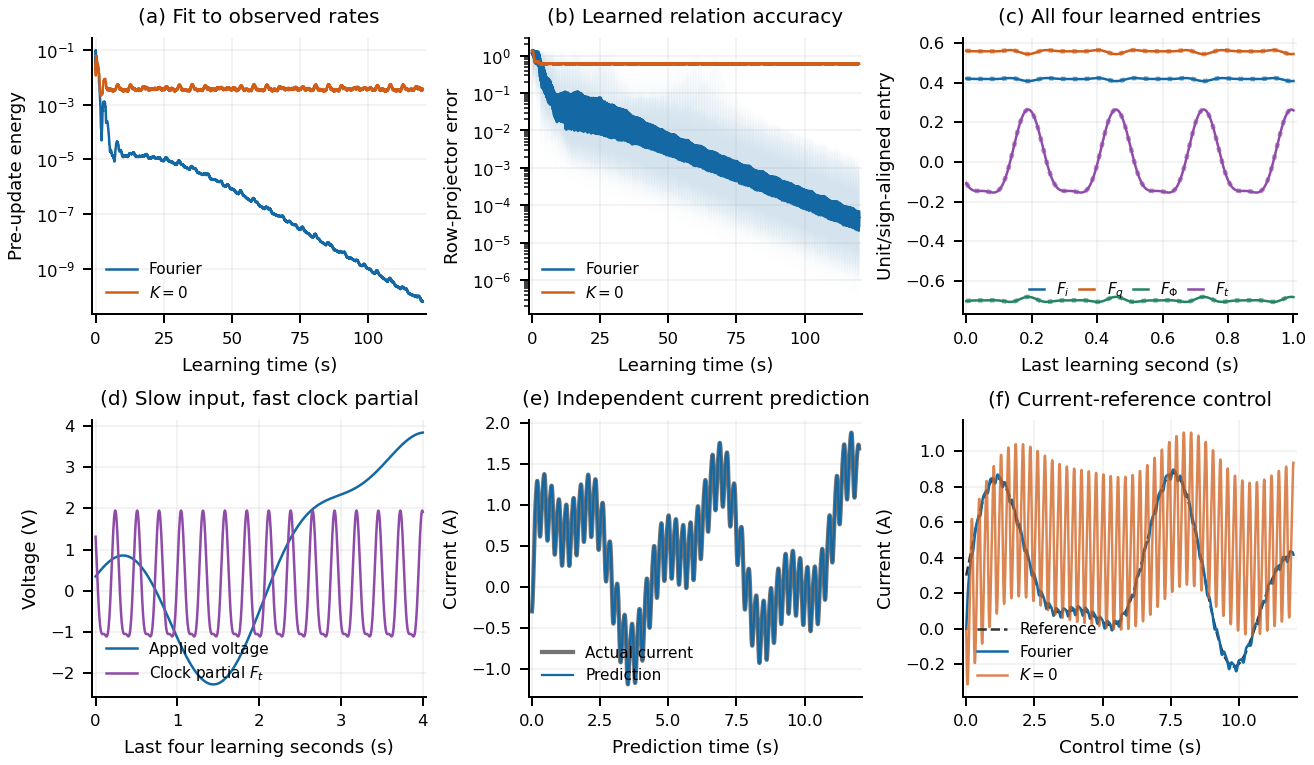 (a) Fit to observed rates
Pre-update energy
10⁻¹
10⁻³
10⁻⁵
10⁻⁷
10⁻⁹
Fourier
K = 0
0 25 50 75 100
Learning time (s)
(b) Learned relation accuracy
Row-projector error
10⁰
10⁻¹
10⁻²
10⁻³
10⁻⁴
10⁻⁵
10⁻⁶
Fourier
K = 0
0 25 50 75 100
Learning time (s)
(c) All four learned entries
Unit/sign-aligned entry
0.6
0.4
0.2
0.0
−0.2
−0.4
−0.6
F_i F_q F_Φ F_t
0.0 0.2 0.4 0.6 0.8 1.0
Last learning second (s)
(d) Slow input, fast clock partial
Voltage (V)
4
3
2
1
0
−1
−2
Applied voltage
Clock partial F_t
0 1 2 3 4
Last four learning seconds (s)
(e) Independent current prediction
Current (A)
2.0
1.5
1.0
0.5
0.0
−0.5
−1.0
Actual current
Prediction
0.0 2.5 5.0 7.5 10.0
Prediction time (s)
(f) Current-reference control
Current (A)
1.0
0.8
0.6
0.4
0.2
0.0
−0.2
Reference
Fourier
K = 0
0.0 2.5 5.0 7.5 10.0
Control time (s)